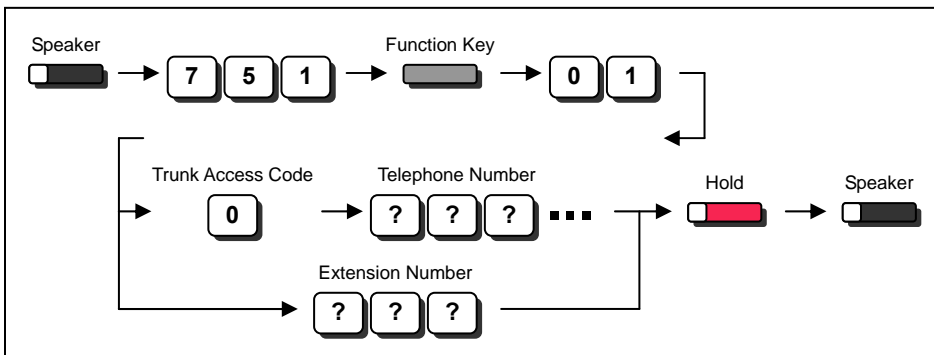 Speaker Function Key
7 5 1 0 1
Trunk Access Code Telephone Number Hold Speaker
0 ? ? ? ...
Extension Number
? ? ?